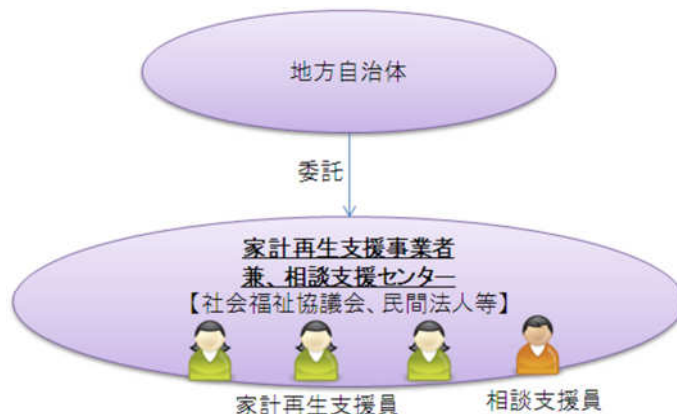 地方自治体
委託
家計再生支援事業者
兼、相談支援センター
【社会福祉協議会、民間法人等】
家計再生支援員
相談支援員